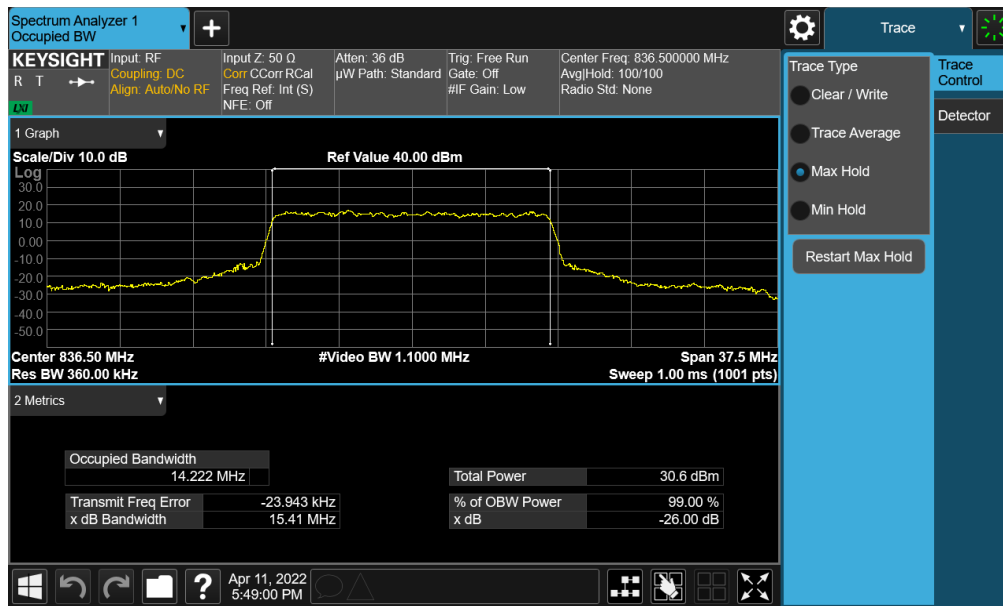 Spectrum Analyzer 1
Occupied BW
+
Trace
KEYSIGHT
R T
LXI
Input: RF
Coupling: DC
Align: Auto/No RF
Input Z: 50 Ω
Corr CCorr RCal
Freq Ref: Int (S)
NFE: Off
Atten: 36 dB
µW Path: Standard
Trig: Free Run
Gate: Off
#IF Gain: Low
Center Freq: 836.500000 MHz
Avg|Hold: 100/100
Radio Std: None
Trace Type
Clear / Write
Trace Average
Max Hold
Min Hold
Restart Max Hold
Trace
Control
Detector
1 Graph
Scale/Div 10.0 dB
Ref Value 40.00 dBm
Log
30.0
20.0
10.0
0.00
-10.0
-20.0
-30.0
-40.0
-50.0
Center 836.50 MHz
#Video BW 1.1000 MHz
Span 37.5 MHz
Res BW 360.00 kHz
Sweep 1.00 ms (1001 pts)
2 Metrics
Occupied Bandwidth
14.222 MHz
Total Power 30.6 dBm
Transmit Freq Error -23.943 kHz
% of OBW Power 99.00 %
x dB Bandwidth 15.41 MHz
x dB -26.00 dB
?
Apr 11, 2022
5:49:00 PM